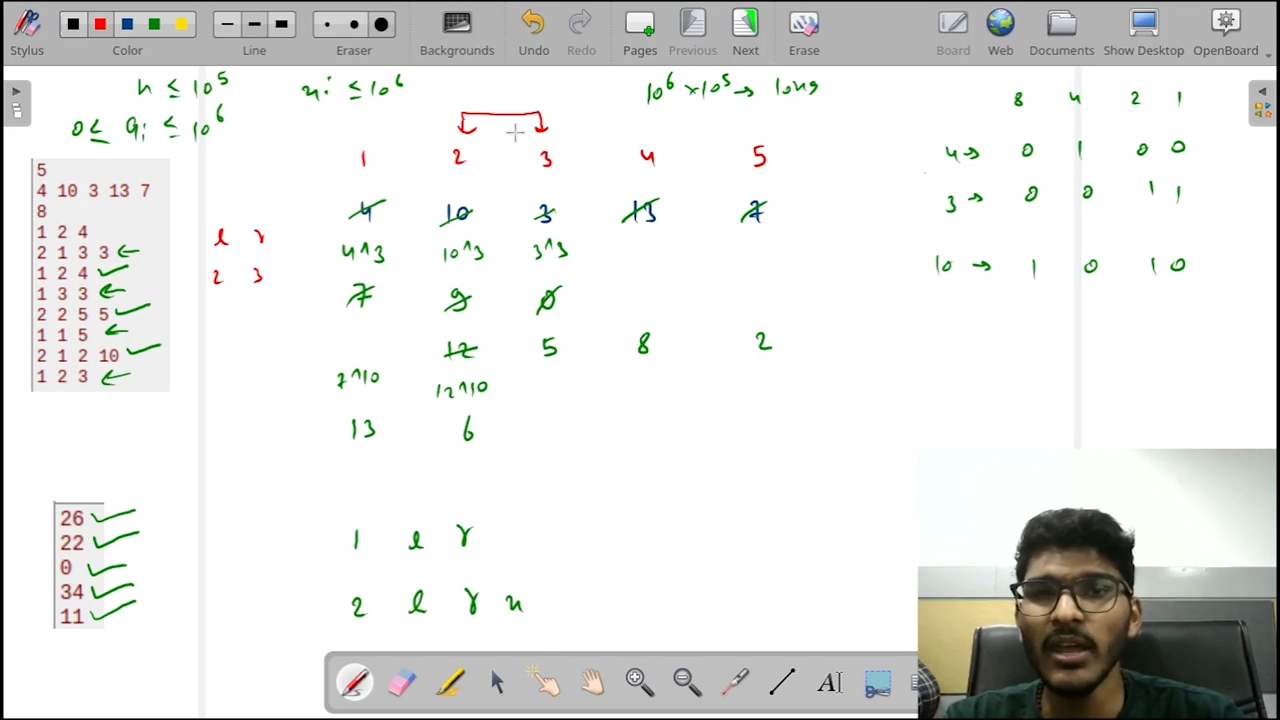 Stylus Color Line Eraser Backgrounds Undo Redo Pages Previous Next Erase Board Web Documents Show Desktop OpenBoard
n ≤ 10^5 xi ≤ 10^6 10^6 × 10^5 → long
0 ≤ ai ≤ 10^6
8 4 2 1
4 → 0 1 0 0
3 → 0 0 1 1
10 → 1 0 1 0
5
4 10 3 13 7
8
1 2 4
2 1 3 3 ←
1 2 4
1 3 3 ←
2 2 5 5
1 1 5 ←
2 1 2 10
1 2 3 ←
l r
2 3
1 2 3 4 5
4 10 3 13 7
4^3 10^3 3^3
7 9 0
12 5 8 2
7^10 12^10
13 6
26
22
0
34
11
1 l r
2 l r x
AI